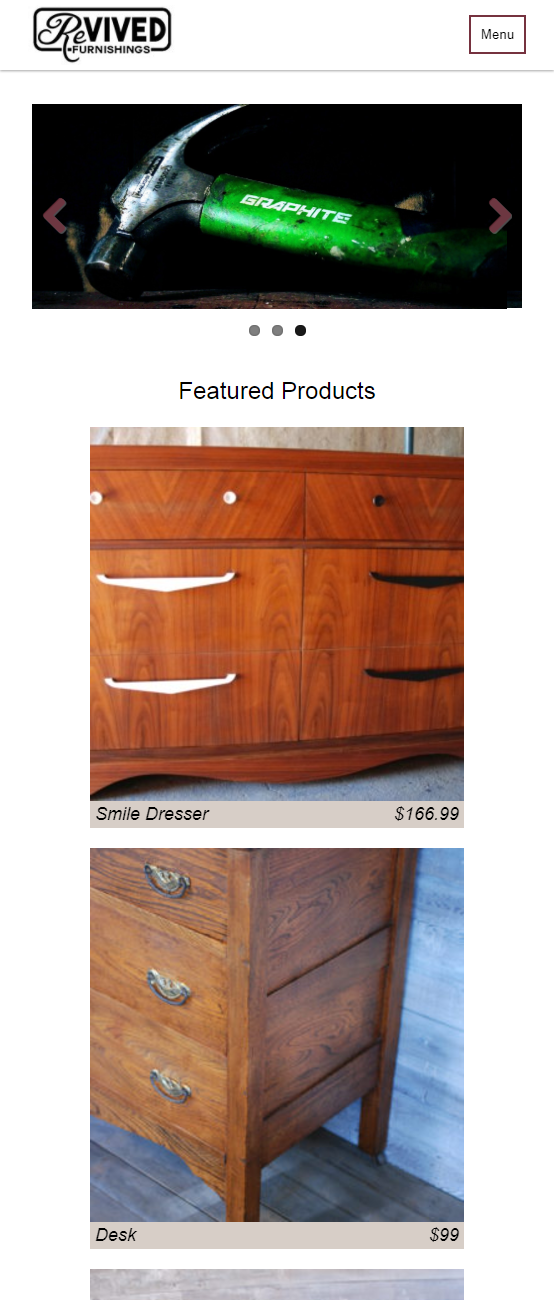 ReVIVED
FURNISHINGS
Menu
GRAPHITE
Featured Products
Smile Dresser $166.99
Desk $99